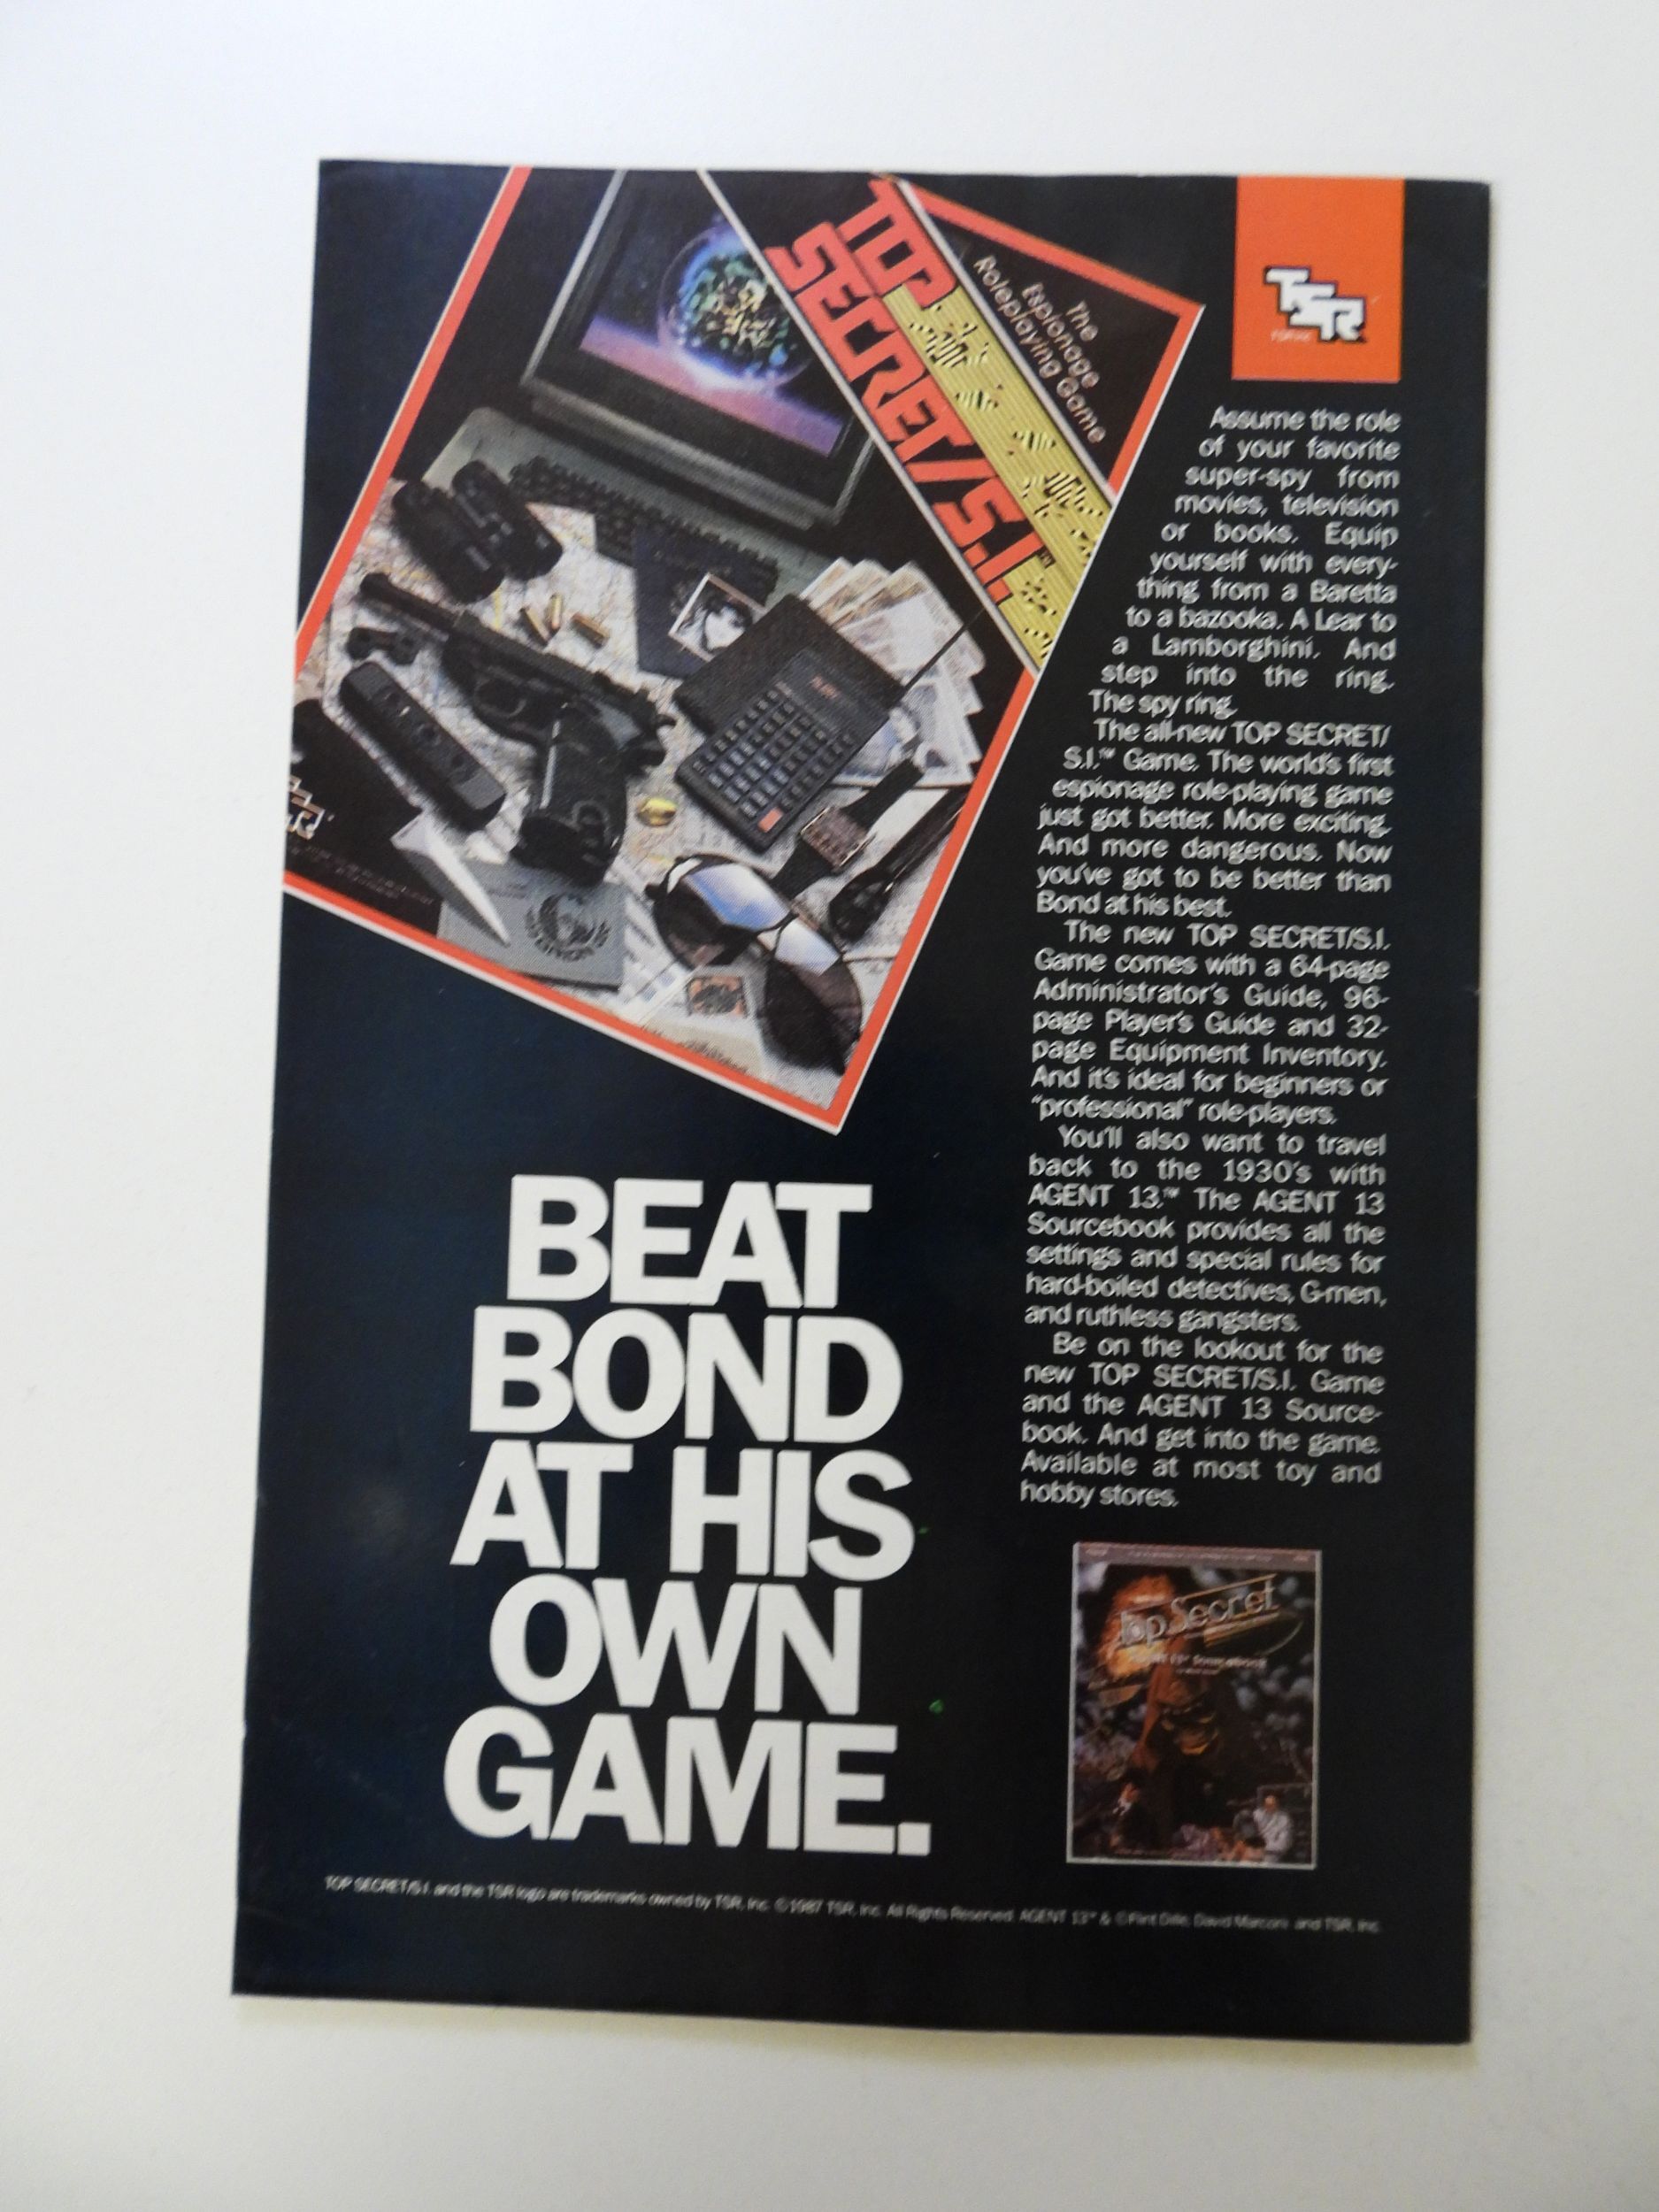 TOP
SECRET/S.I.™
The
Espionage
Roleplaying Game
TSR
Assume the role
of your favorite
super-spy from
movies, television
or books. Equip
yourself with every-
thing from a Baretta
to a bazooka. A Lear to
a Lamborghini. And
step into the ring.
The spy ring.
The all-new TOP SECRET/
S.I.™ Game. The world's first
espionage role-playing game
just got better. More exciting.
And more dangerous. Now
you've got to be better than
Bond at his best.
The new TOP SECRET/S.I.
Game comes with a 64-page
Administrator's Guide, 96-
page Player's Guide and 32-
page Equipment Inventory.
And it's ideal for beginners or
"professional" role-players.
You'll also want to travel
back to the 1930's with
AGENT 13.™ The AGENT 13
Sourcebook provides all the
settings and special rules for
hard-boiled detectives, G-men,
and ruthless gangsters.
Be on the lookout for the
new TOP SECRET/S.I. Game
and the AGENT 13 Source-
book. And get into the game.
Available at most toy and
hobby stores.
BEAT
BOND
AT HIS
OWN
GAME.
Top Secret
TOP SECRET/S.I. and the TSR logo are trademarks owned by TSR, Inc. ©1987 TSR, Inc. All Rights Reserved. AGENT 13™ & ©Flint Dille, David Marconi and TSR, Inc.